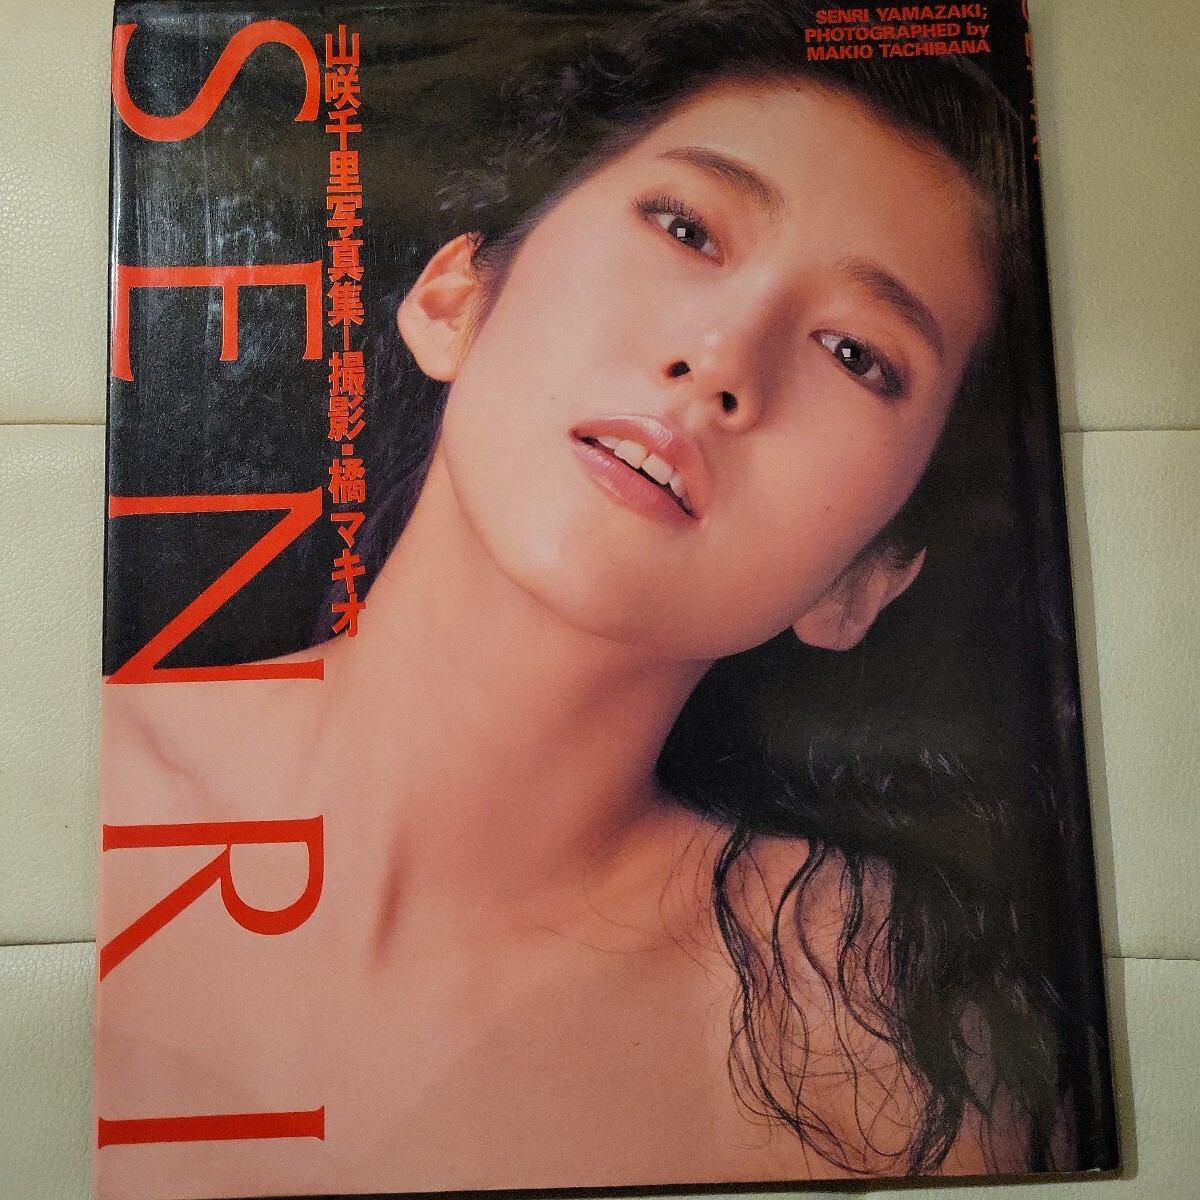 SENRI YAMAZAKI;
PHOTOGRAPHED by
MAKIO TACHIBANA
SENRI
山咲千里写真集—撮影・橘マキオ